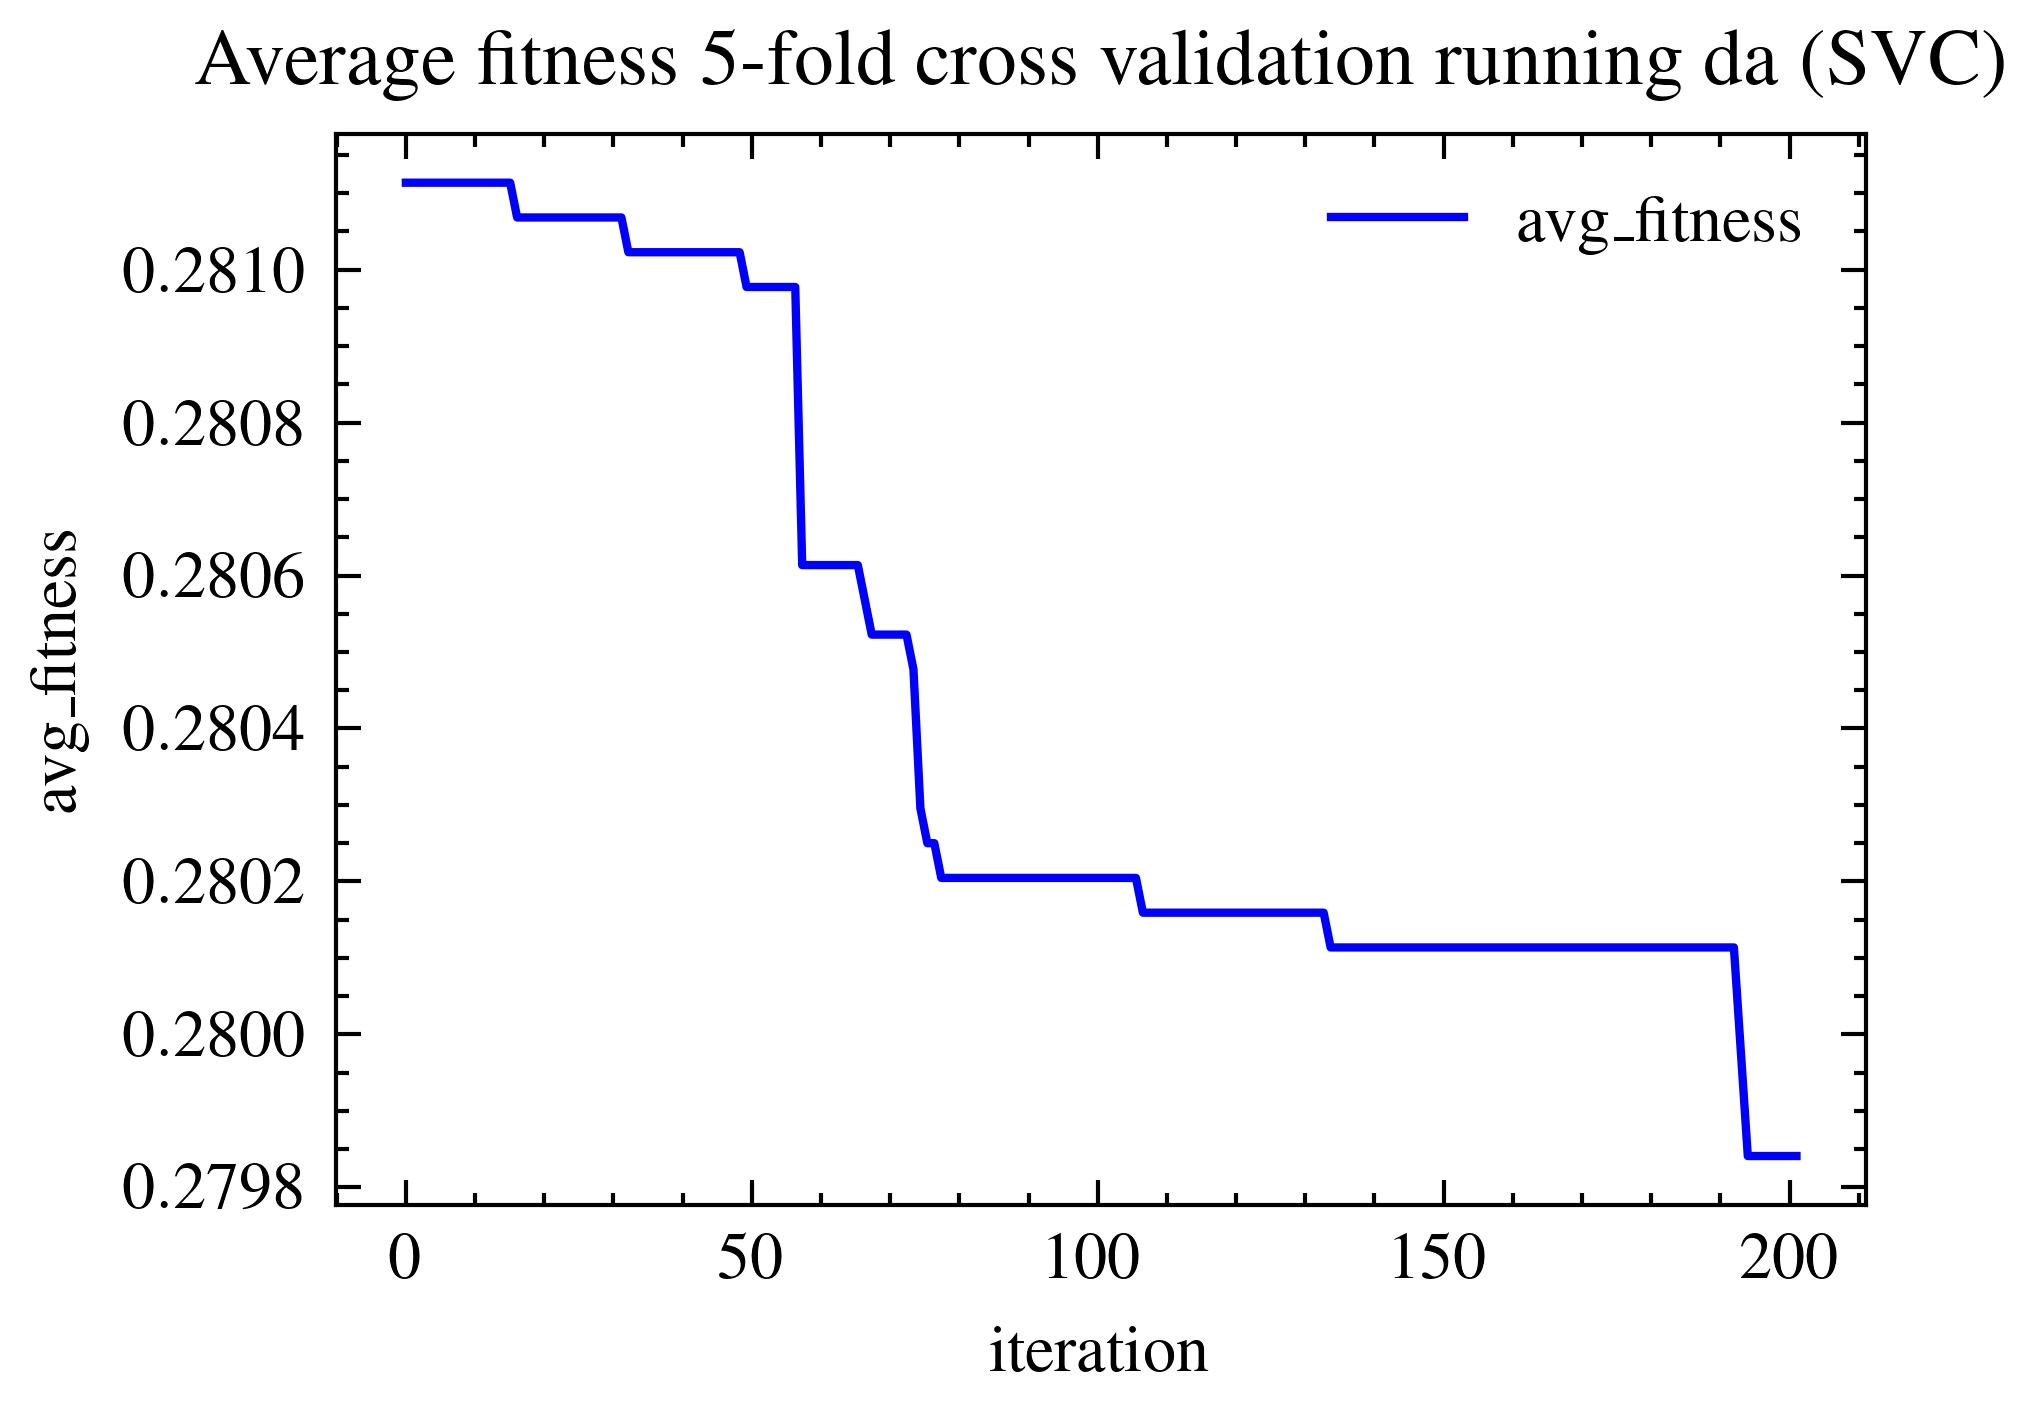 Average fitness 5-fold cross validation running da (SVC)
avg_fitness
0.2810
0.2808
0.2806
0.2804
0.2802
0.2800
0.2798
avg_fitness
0 50 100 150 200
iteration